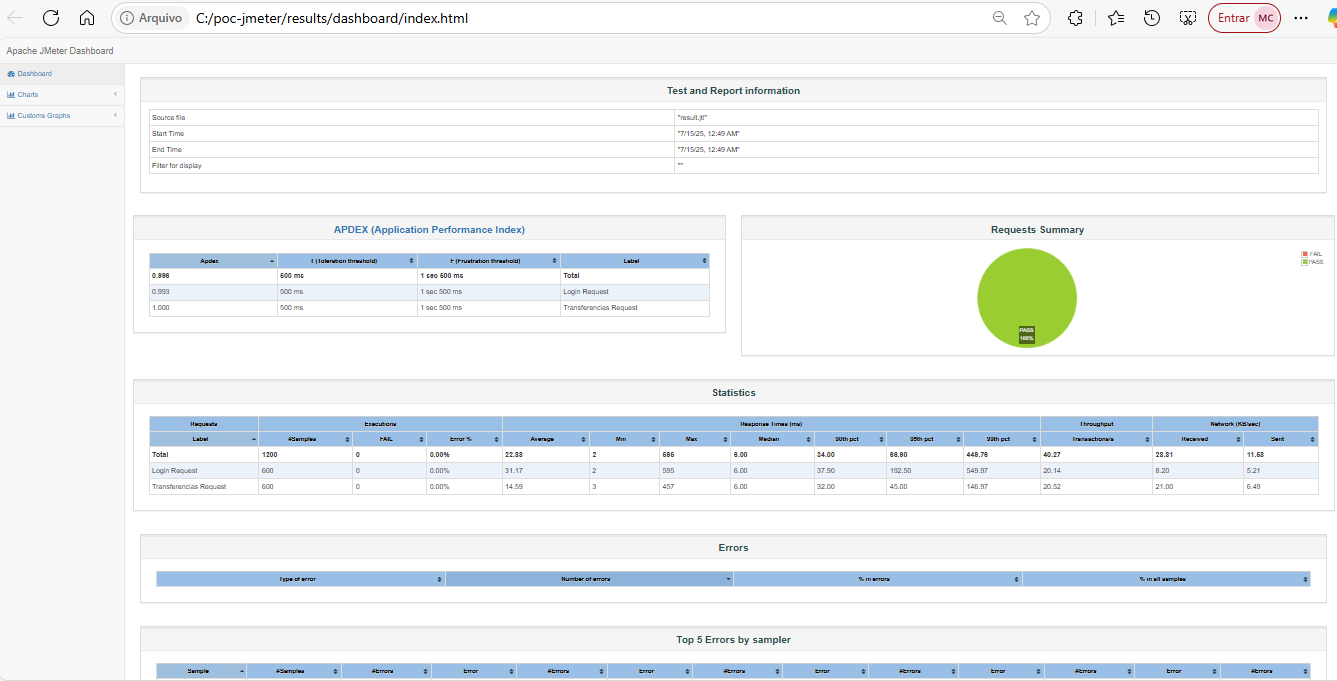 Arquivo C:/poc-jmeter/results/dashboard/index.html Entrar MC
Apache JMeter Dashboard
Dashboard
Charts
Customs Graphs
Test and Report information
Source file "result.jtl"
Start Time "7/15/25, 12:49 AM"
End Time "7/15/25, 12:49 AM"
Filter for display ""
APDEX (Application Performance Index)
Apdex T (Toleration threshold) F (Frustration threshold) Label
0.996 500 ms 1 sec 500 ms Total
0.993 500 ms 1 sec 500 ms Login Request
1.000 500 ms 1 sec 500 ms Transferencias Request
Requests Summary
FAIL
PASS
PASS
100%
Statistics
Requests Executions Response Times (ms) Throughput Network (KB/sec)
Label #Samples FAIL Error % Average Min Max Median 90th pct 95th pct 99th pct Transactions/s Received Sent
Total 1200 0 0.00% 22.88 2 595 6.00 34.00 40.27 11.68
Login Request 600 0 0.00% 31.17 2 595 6.00 37.90 192.50 549.97 20.14 8.20 5.21
Transferencias Request 600 0 0.00% 14.59 3 457 6.00 32.00 45.00 146.97 20.52 21.00 6.49
Errors
Type of error Number of errors % in errors % in all samples
Top 5 Errors by sampler
Sample #Samples #Errors Error #Errors Error #Errors Error #Errors Error #Errors Error #Errors